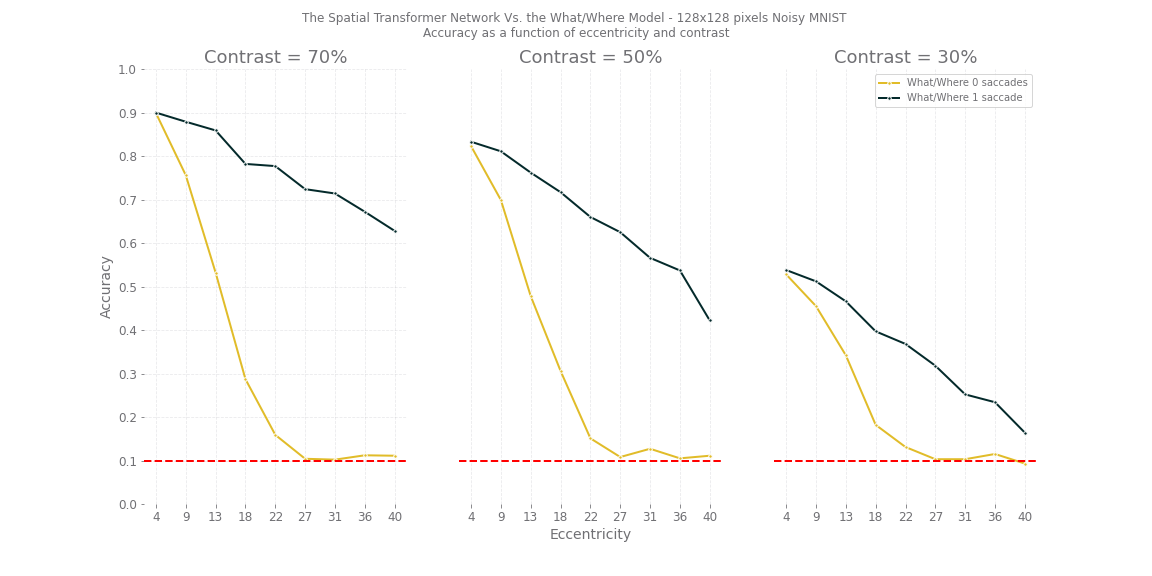 The Spatial Transformer Network Vs. the What/Where Model - 128x128 pixels Noisy MNIST
Accuracy as a function of eccentricity and contrast
Contrast = 70%
Contrast = 50%
Contrast = 30%
What/Where 0 saccades
What/Where 1 saccade
Accuracy
1.0
0.9
0.8
0.7
0.6
0.5
0.4
0.3
0.2
0.1
0.0
4 9 13 18 22 27 31 36 40
4 9 13 18 22 27 31 36 40
4 9 13 18 22 27 31 36 40
Eccentricity